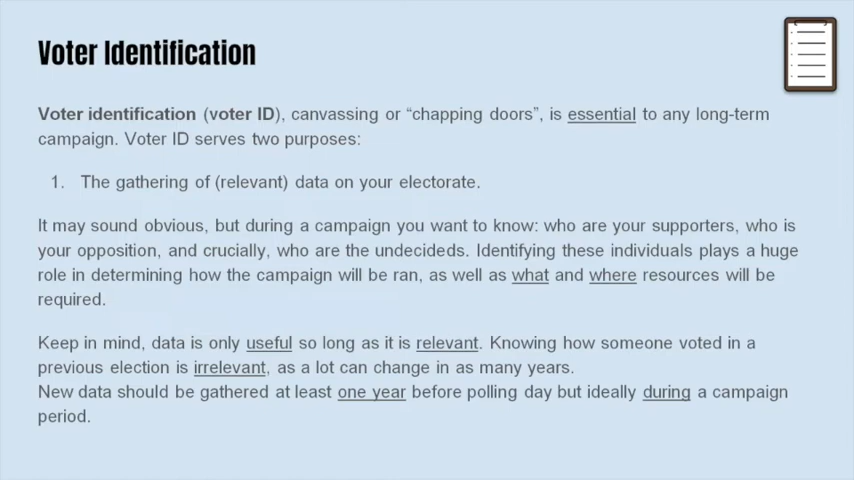 Voter Identification
Voter identification (voter ID), canvassing or “chapping doors”, is essential to any long-term
campaign. Voter ID serves two purposes:
1. The gathering of (relevant) data on your electorate.
It may sound obvious, but during a campaign you want to know: who are your supporters, who is
your opposition, and crucially, who are the undecideds. Identifying these individuals plays a huge
role in determining how the campaign will be ran, as well as what and where resources will be
required.
Keep in mind, data is only useful so long as it is relevant. Knowing how someone voted in a
previous election is irrelevant, as a lot can change in as many years.
New data should be gathered at least one year before polling day but ideally during a campaign
period.